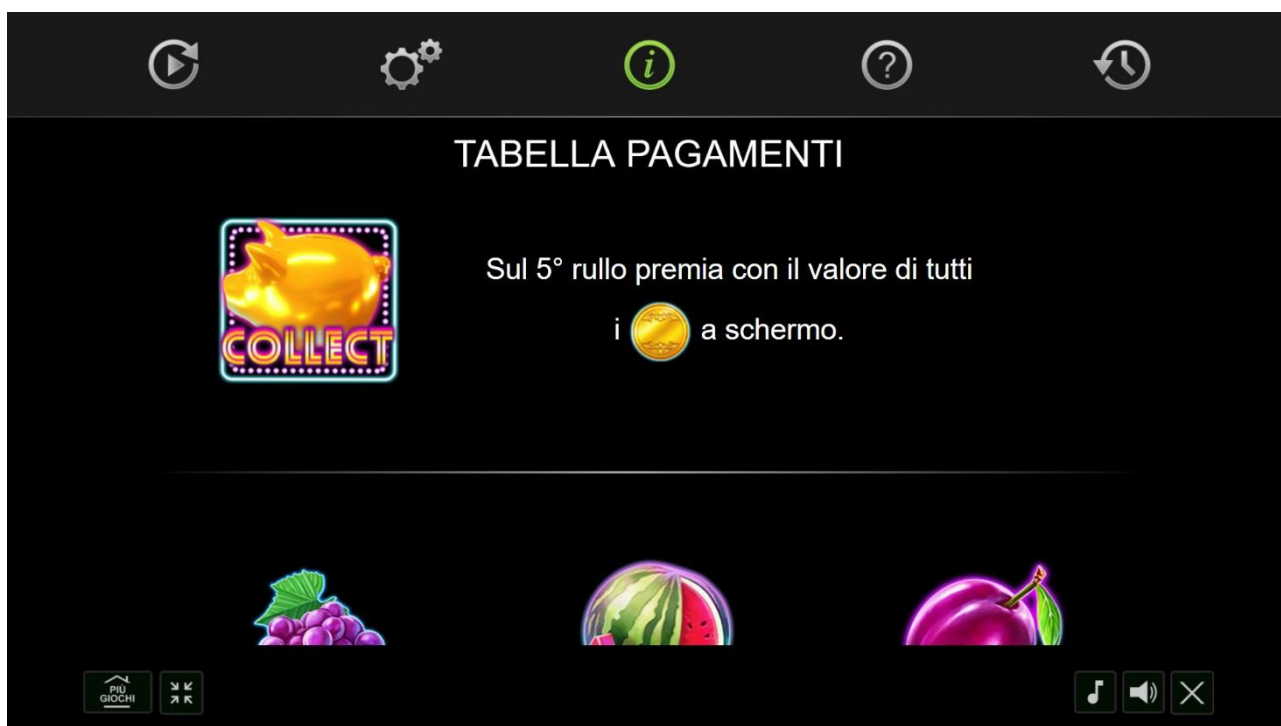 TABELLA PAGAMENTI
COLLECT
Sul 5° rullo premia con il valore di tutti
i a schermo.
PIÙ
GIOCHI